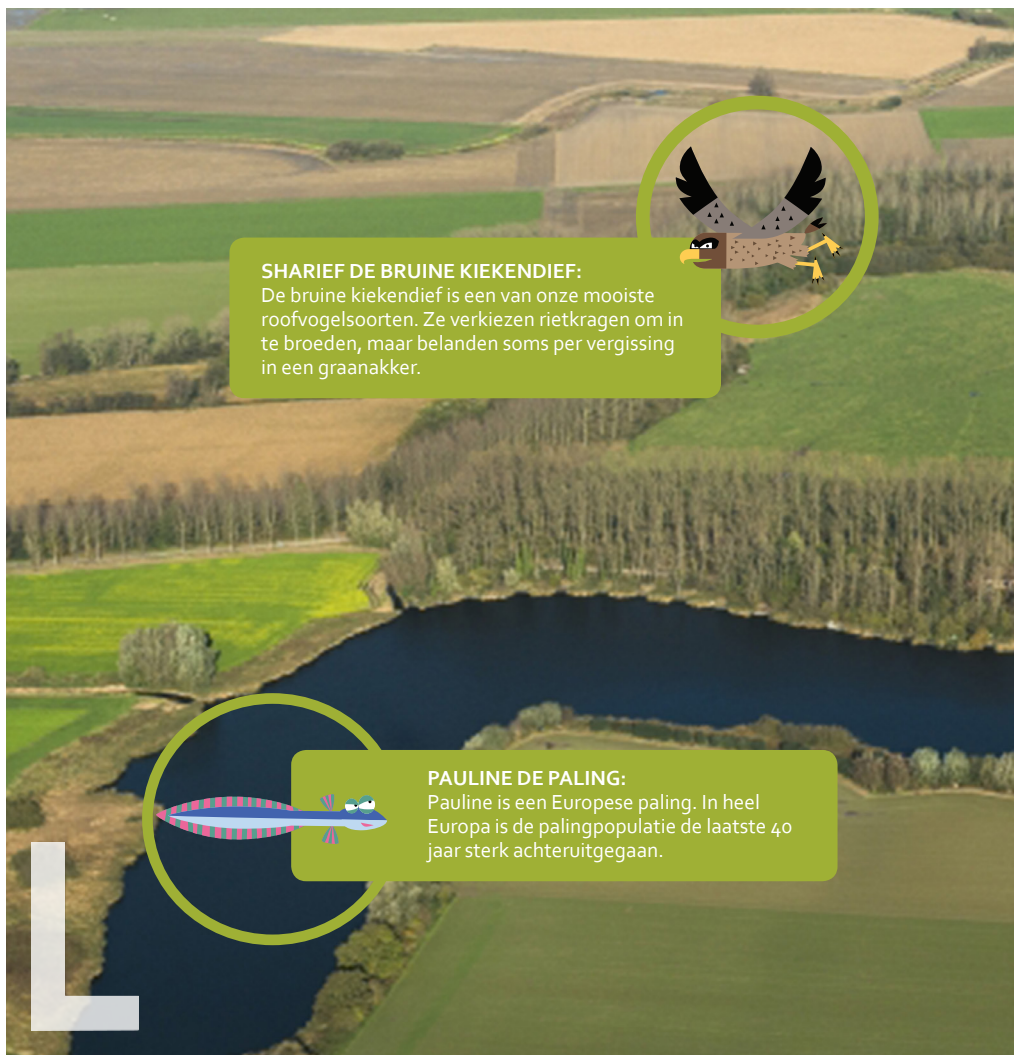 SHARIEF DE BRUINE KIEKENDIEF:
De bruine kiekendief is een van onze mooiste
roofvogelsoorten. Ze verkiezen rietkragen om in
te broeden, maar belanden soms per vergissing
in een graanakker.
PAULINE DE PALING:
Pauline is een Europese paling. In heel
Europa is de palingpopulatie de laatste 40
jaar sterk achteruitgegaan.
L